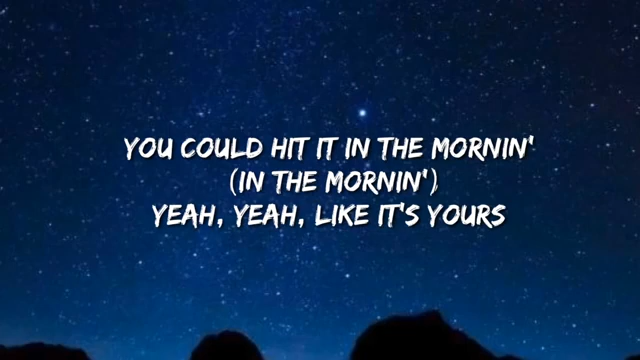 YOU COULD HIT IT IN THE MORNIN'
(IN THE MORNIN')
YEAH, YEAH, LIKE IT'S YOURS